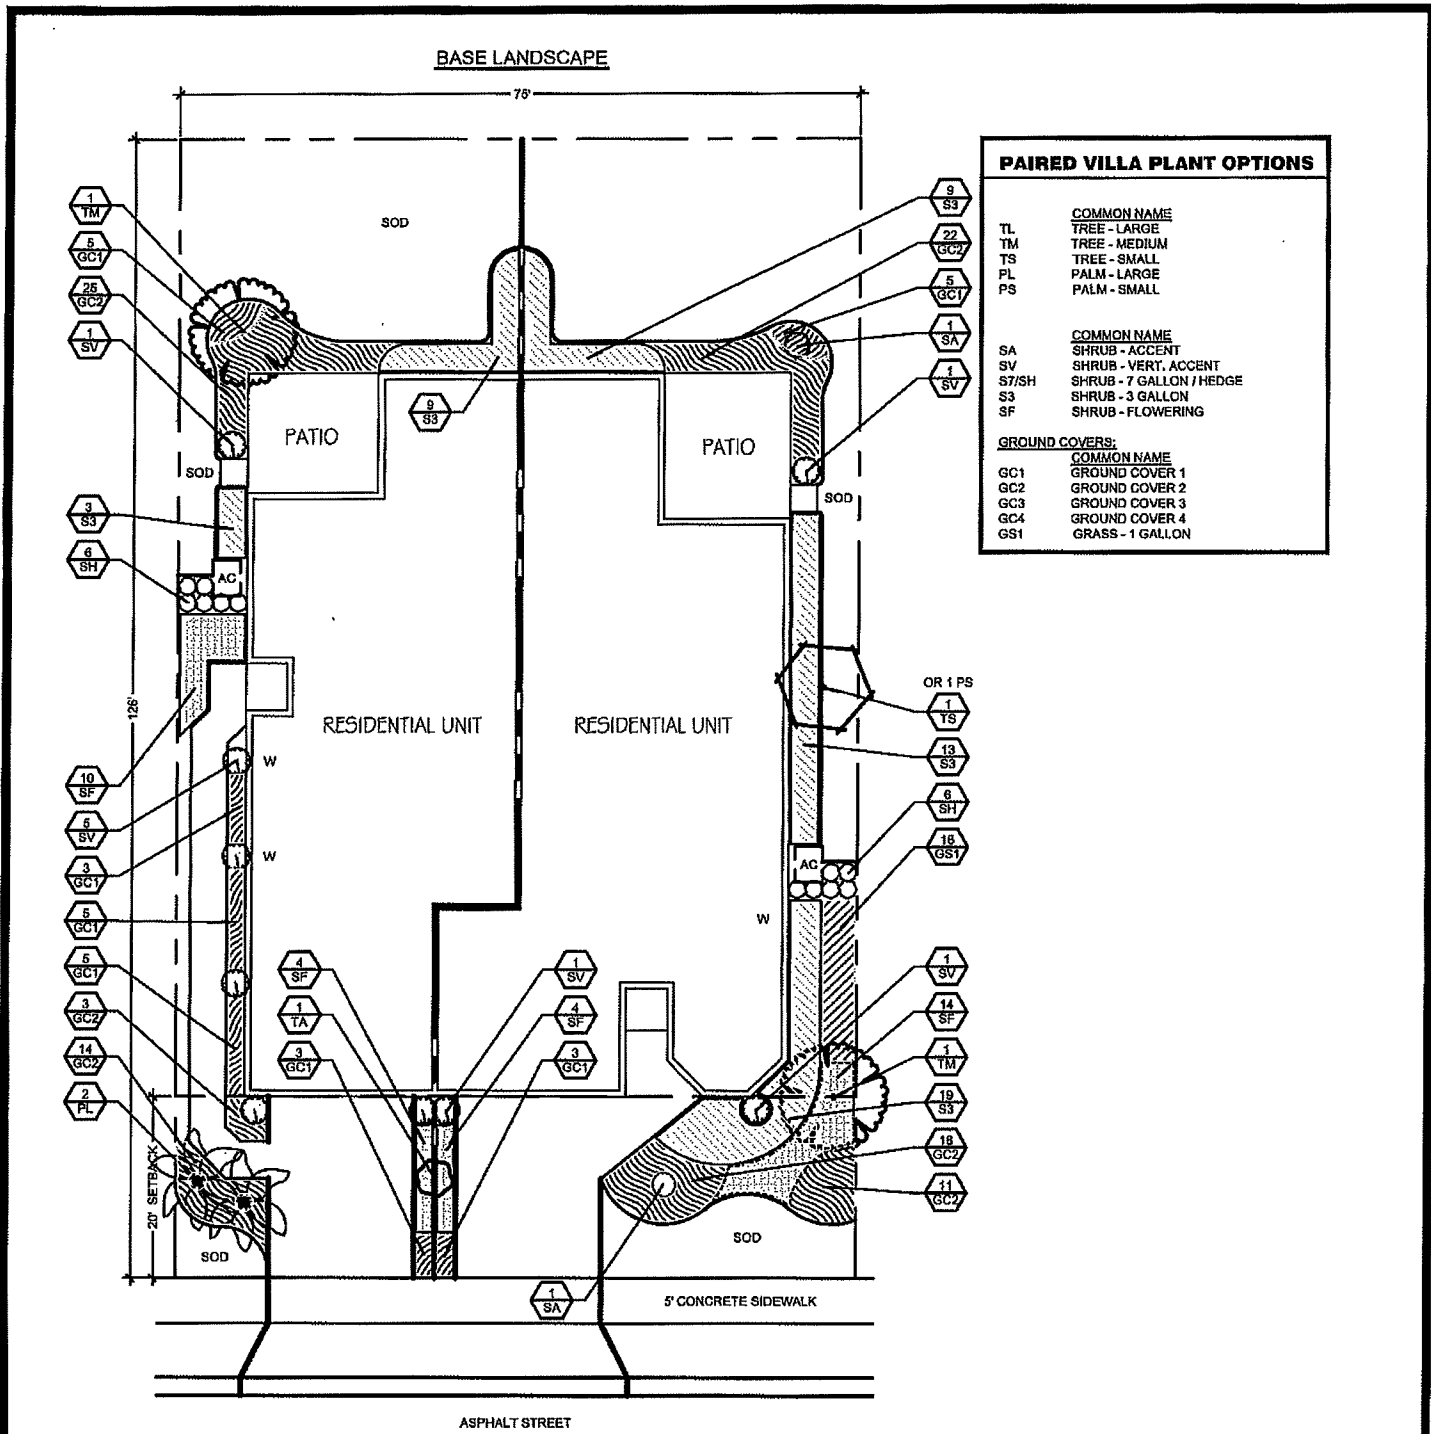 BASE LANDSCAPE
75'
126'
20' SETBACK
SOD
1
TM
5
GC1
25
GC2
1
SV
3
S3
6
SH
10
SF
5
SV
3
GC1
5
GC1
5
GC1
3
GC2
14
GC2
2
PL
9
S3
PATIO
PATIO
SOD
SOD
AC
RESIDENTIAL UNIT
RESIDENTIAL UNIT
W
W
AC
W
4
SF
1
TA
3
GC1
1
SV
4
SF
3
GC1
9
S3
22
GC2
5
GC1
1
SA
1
SV
OR 1 PS
1
TS
13
S3
6
SH
16
GS1
1
SV
14
SF
1
TM
19
S3
18
GC2
11
GC2
SOD
SOD
1
SA
5' CONCRETE SIDEWALK
ASPHALT STREET
PAIRED VILLA PLANT OPTIONS
COMMON NAME
TL TREE - LARGE
TM TREE - MEDIUM
TS TREE - SMALL
PL PALM - LARGE
PS PALM - SMALL
COMMON NAME
SA SHRUB - ACCENT
SV SHRUB - VERT. ACCENT
S7/SH SHRUB - 7 GALLON / HEDGE
S3 SHRUB - 3 GALLON
SF SHRUB - FLOWERING
GROUND COVERS:
COMMON NAME
GC1 GROUND COVER 1
GC2 GROUND COVER 2
GC3 GROUND COVER 3
GC4 GROUND COVER 4
GS1 GRASS - 1 GALLON